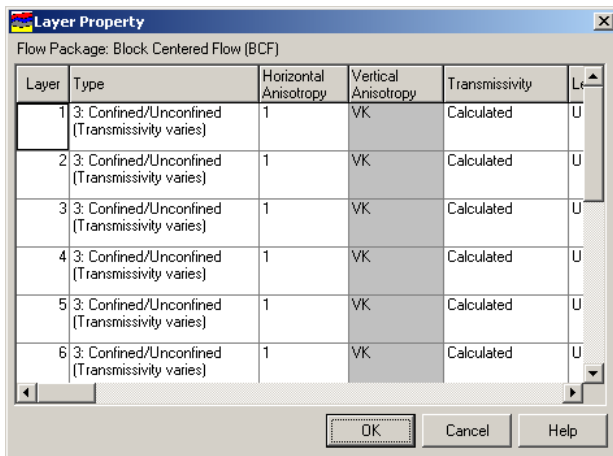 Layer Property
Flow Package: Block Centered Flow (BCF)
Layer Type Horizontal Anisotropy Vertical Anisotropy Transmissivity
1 3: Confined/Unconfined (Transmissivity varies) 1 VK Calculated U
2 3: Confined/Unconfined (Transmissivity varies) 1 VK Calculated U
3 3: Confined/Unconfined (Transmissivity varies) 1 VK Calculated U
4 3: Confined/Unconfined (Transmissivity varies) 1 VK Calculated U
5 3: Confined/Unconfined (Transmissivity varies) 1 VK Calculated U
6 3: Confined/Unconfined (Transmissivity varies) 1 VK Calculated U
OK Cancel Help